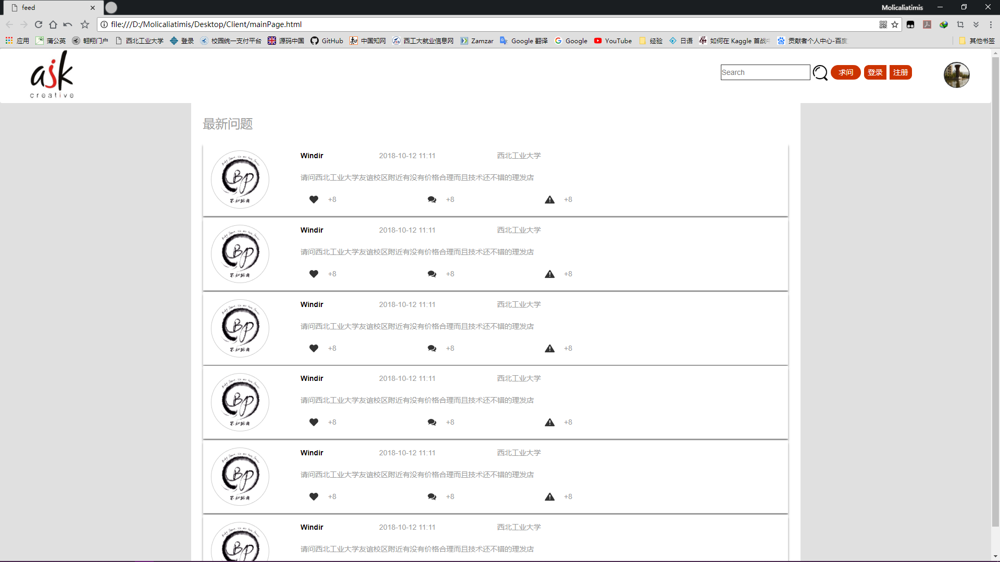 feed
Molicaliatimis
file:///D:/Molicaliatimis/Desktop/Client/mainPage.html
应用 蒲公英 朝翔门户 西北工业大学 登录 校园统一支付平台 源码中国 GitHub 中国知网 西工大就业信息网 Zamzar Google 翻译 Google YouTube 经验 日语 如何在 Kaggle 首战 贡献者个人中心-百度 其他书签
ask
creative
Search 求问 登录 注册
最新问题
Windir 2018-10-12 11:11 西北工业大学
请问西北工业大学友谊校区附近有没有价格合理而且技术还不错的理发店
+8 +8 +8
Windir 2018-10-12 11:11 西北工业大学
请问西北工业大学友谊校区附近有没有价格合理而且技术还不错的理发店
+8 +8 +8
Windir 2018-10-12 11:11 西北工业大学
请问西北工业大学友谊校区附近有没有价格合理而且技术还不错的理发店
+8 +8 +8
Windir 2018-10-12 11:11 西北工业大学
请问西北工业大学友谊校区附近有没有价格合理而且技术还不错的理发店
+8 +8 +8
Windir 2018-10-12 11:11 西北工业大学
请问西北工业大学友谊校区附近有没有价格合理而且技术还不错的理发店
+8 +8 +8
Windir 2018-10-12 11:11 西北工业大学
请问西北工业大学友谊校区附近有没有价格合理而且技术还不错的理发店